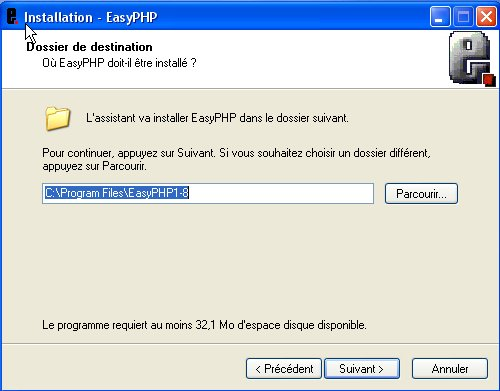 Installation - EasyPHP
Dossier de destination
Où EasyPHP doit-il être installé ?
L'assistant va installer EasyPHP dans le dossier suivant.
Pour continuer, appuyez sur Suivant. Si vous souhaitez choisir un dossier différent,
appuyez sur Parcourir.
C:\Program Files\EasyPHP1-8
Parcourir...
Le programme requiert au moins 32,1 Mo d'espace disque disponible.
< Précédent
Suivant >
Annuler